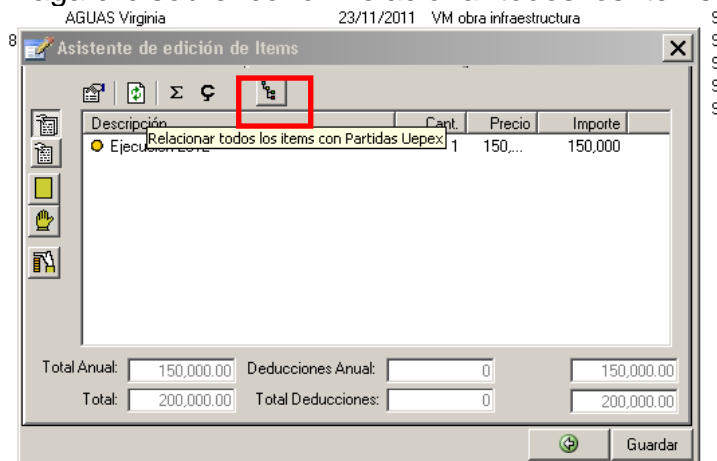 AGUAS Virginia 23/11/2011 VM obra infraestructura
8
Asistente de edición de Items
Σ Ç
Relacionar todos los items con Partidas Uepex
Descripción Cant. Precio Importe
1 150,... 150,000
Total Anual: 150,000.00 Deducciones Anual: 0 150,000.00
Total: 200,000.00 Total Deducciones: 0 200,000.00
Guardar